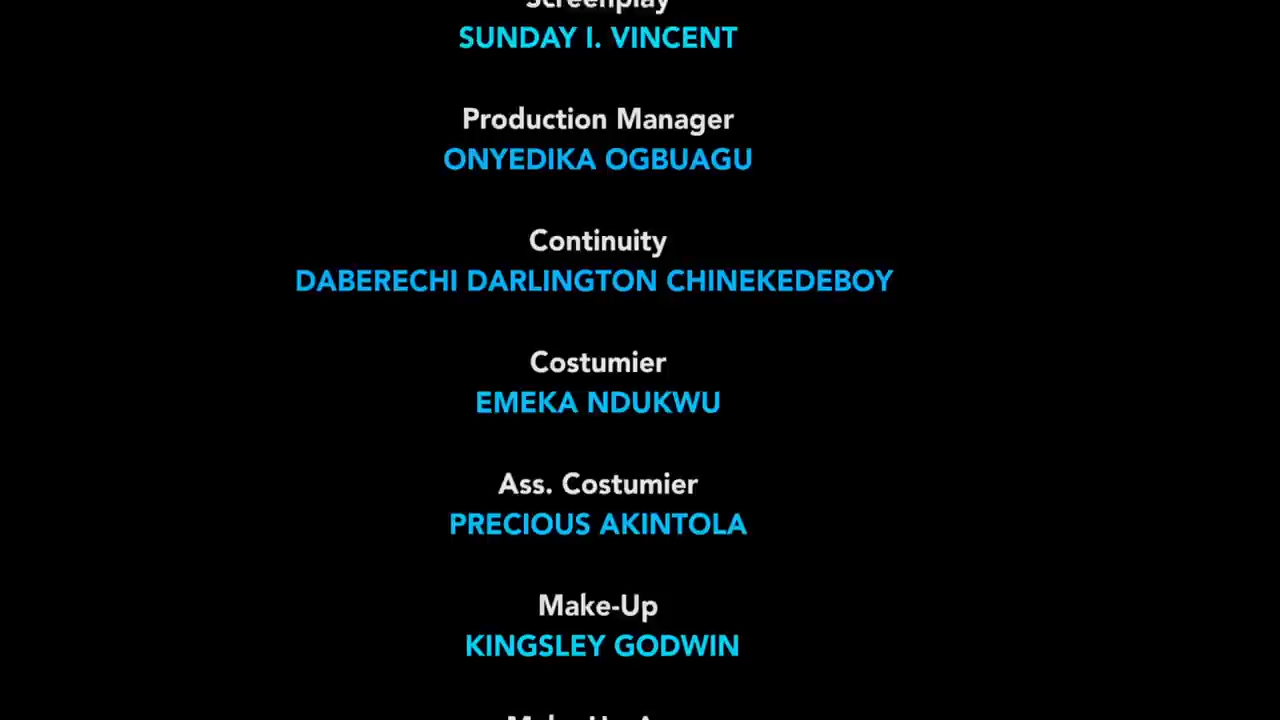 Screenplay
SUNDAY I. VINCENT
Production Manager
ONYEDIKA OGBUAGU
Continuity
DABERECHI DARLINGTON CHINEKEDEBOY
Costumier
EMEKA NDUKWU
Ass. Costumier
PRECIOUS AKINTOLA
Make-Up
KINGSLEY GODWIN